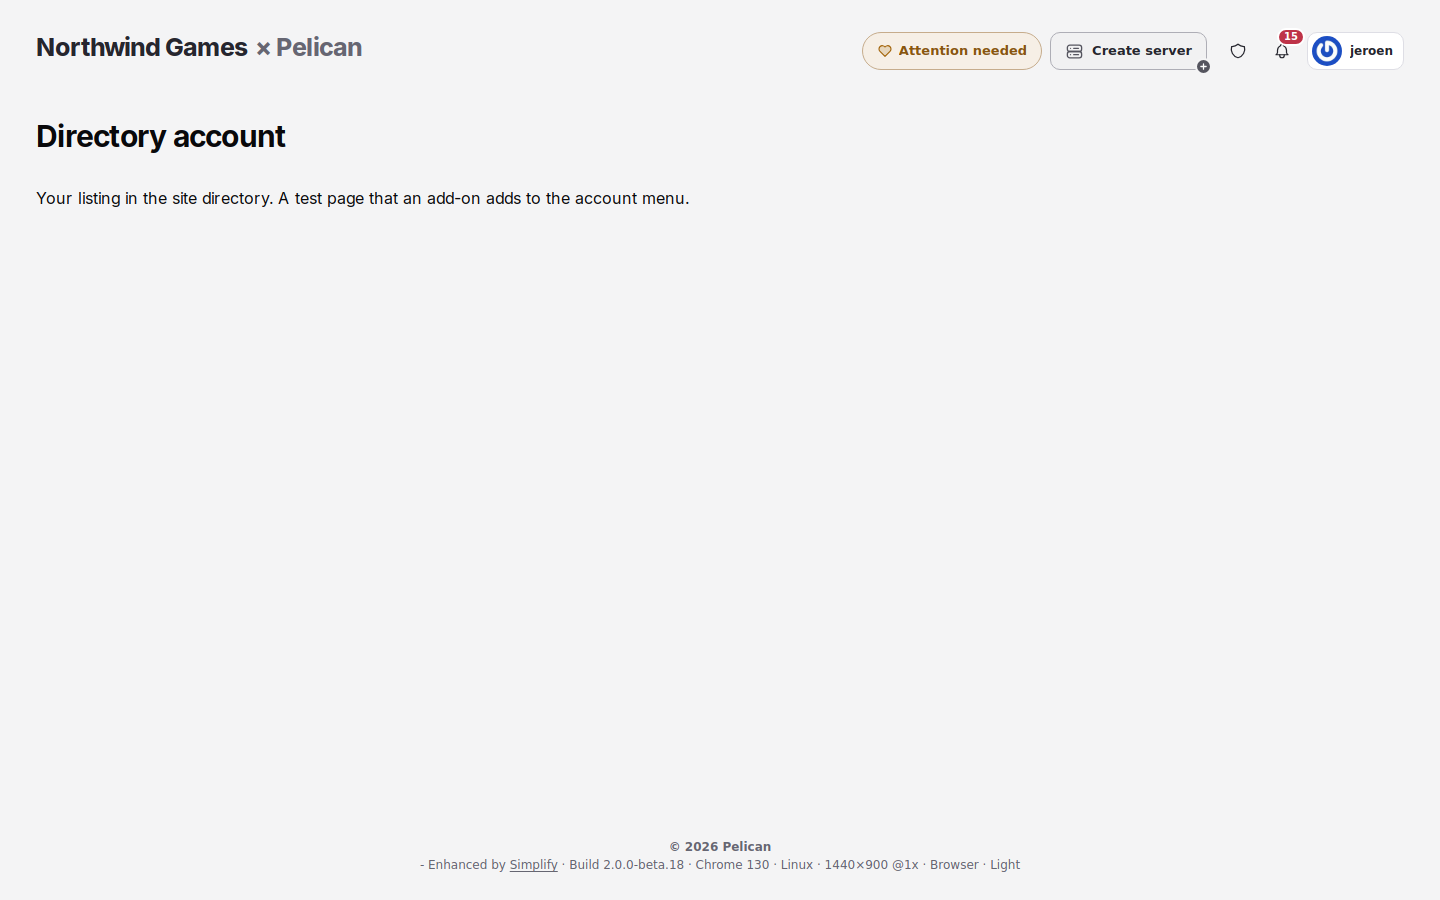 Northwind Games × Pelican
Attention needed
Create server
15
jeroen
Directory account
Your listing in the site directory. A test page that an add-on adds to the account menu.
© 2026 Pelican
- Enhanced by Simplify · Build 2.0.0-beta.18 · Chrome 130 · Linux · 1440×900 @1x · Browser · Light